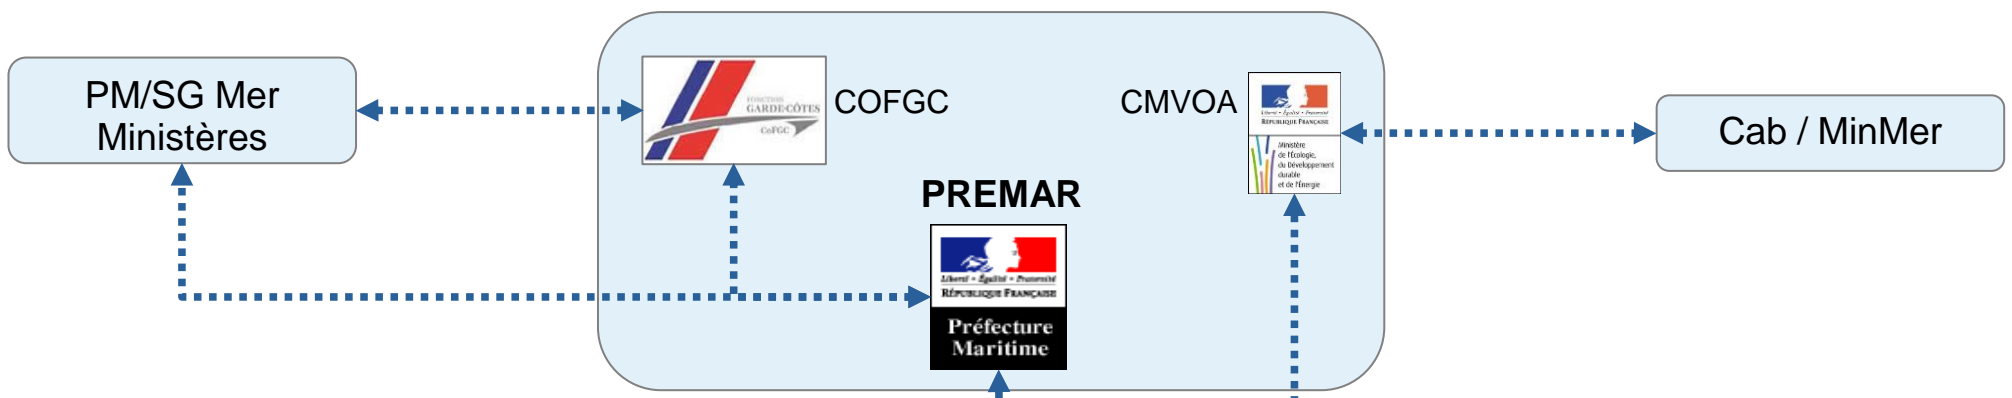 PM/SG Mer
Ministères
FONCTION
GARDE-CÔTES
CoFGC
COFGC
CMVOA
Liberté • Égalité • Fraternité
RÉPUBLIQUE FRANÇAISE
Ministère
de l'Écologie,
du Développement
durable
et de l'Énergie
Cab / MinMer
PREMAR
Liberté • Égalité • Fraternité
RÉPUBLIQUE FRANÇAISE
Préfecture
Maritime